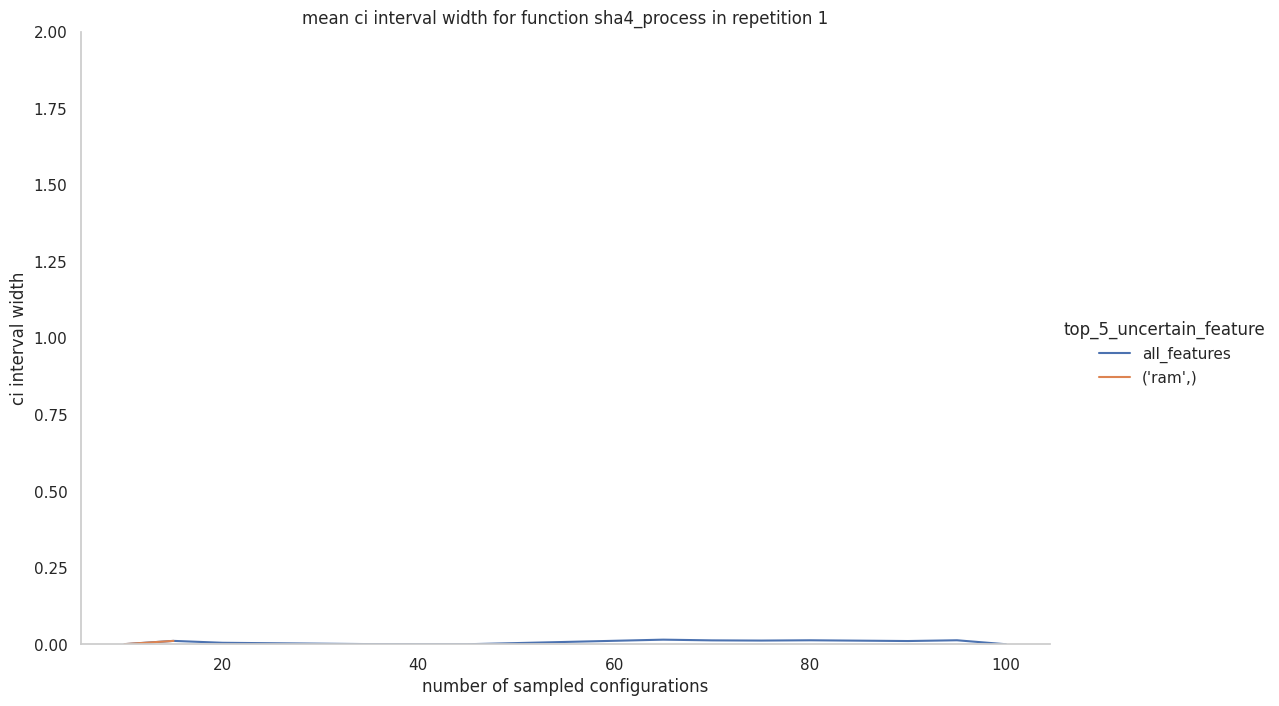 mean ci interval width for function sha4_process in repetition 1
2.00
1.75
1.50
1.25
1.00
0.75
0.50
0.25
0.00
ci interval width
20
40
60
80
100
number of sampled configurations
top_5_uncertain_feature
all_features
('ram',)